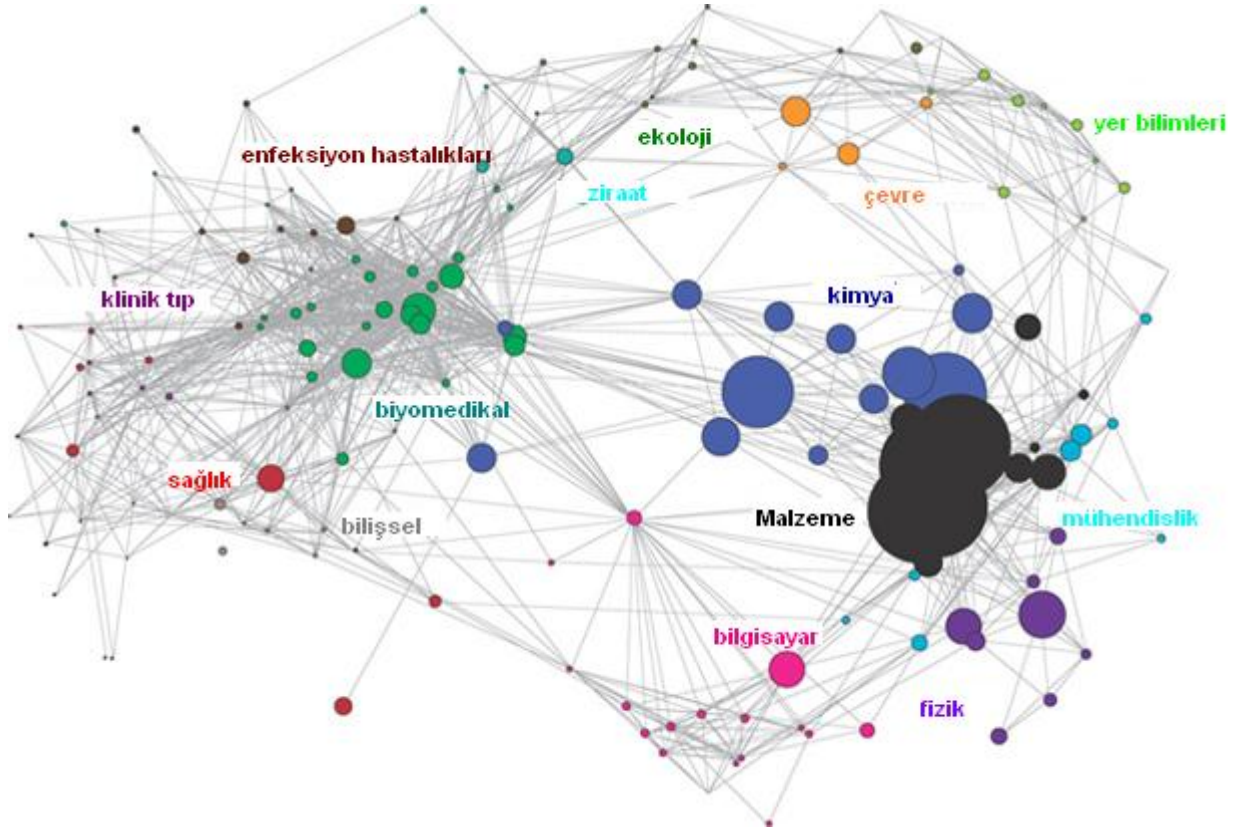 yer bilimleri
ekoloji
enfeksiyon hastalıkları
ziraat
çevre
klinik tıp
kimya
biyomedikal
sağlık
bilişsel
Malzeme
mühendislik
bilgisayar
fizik